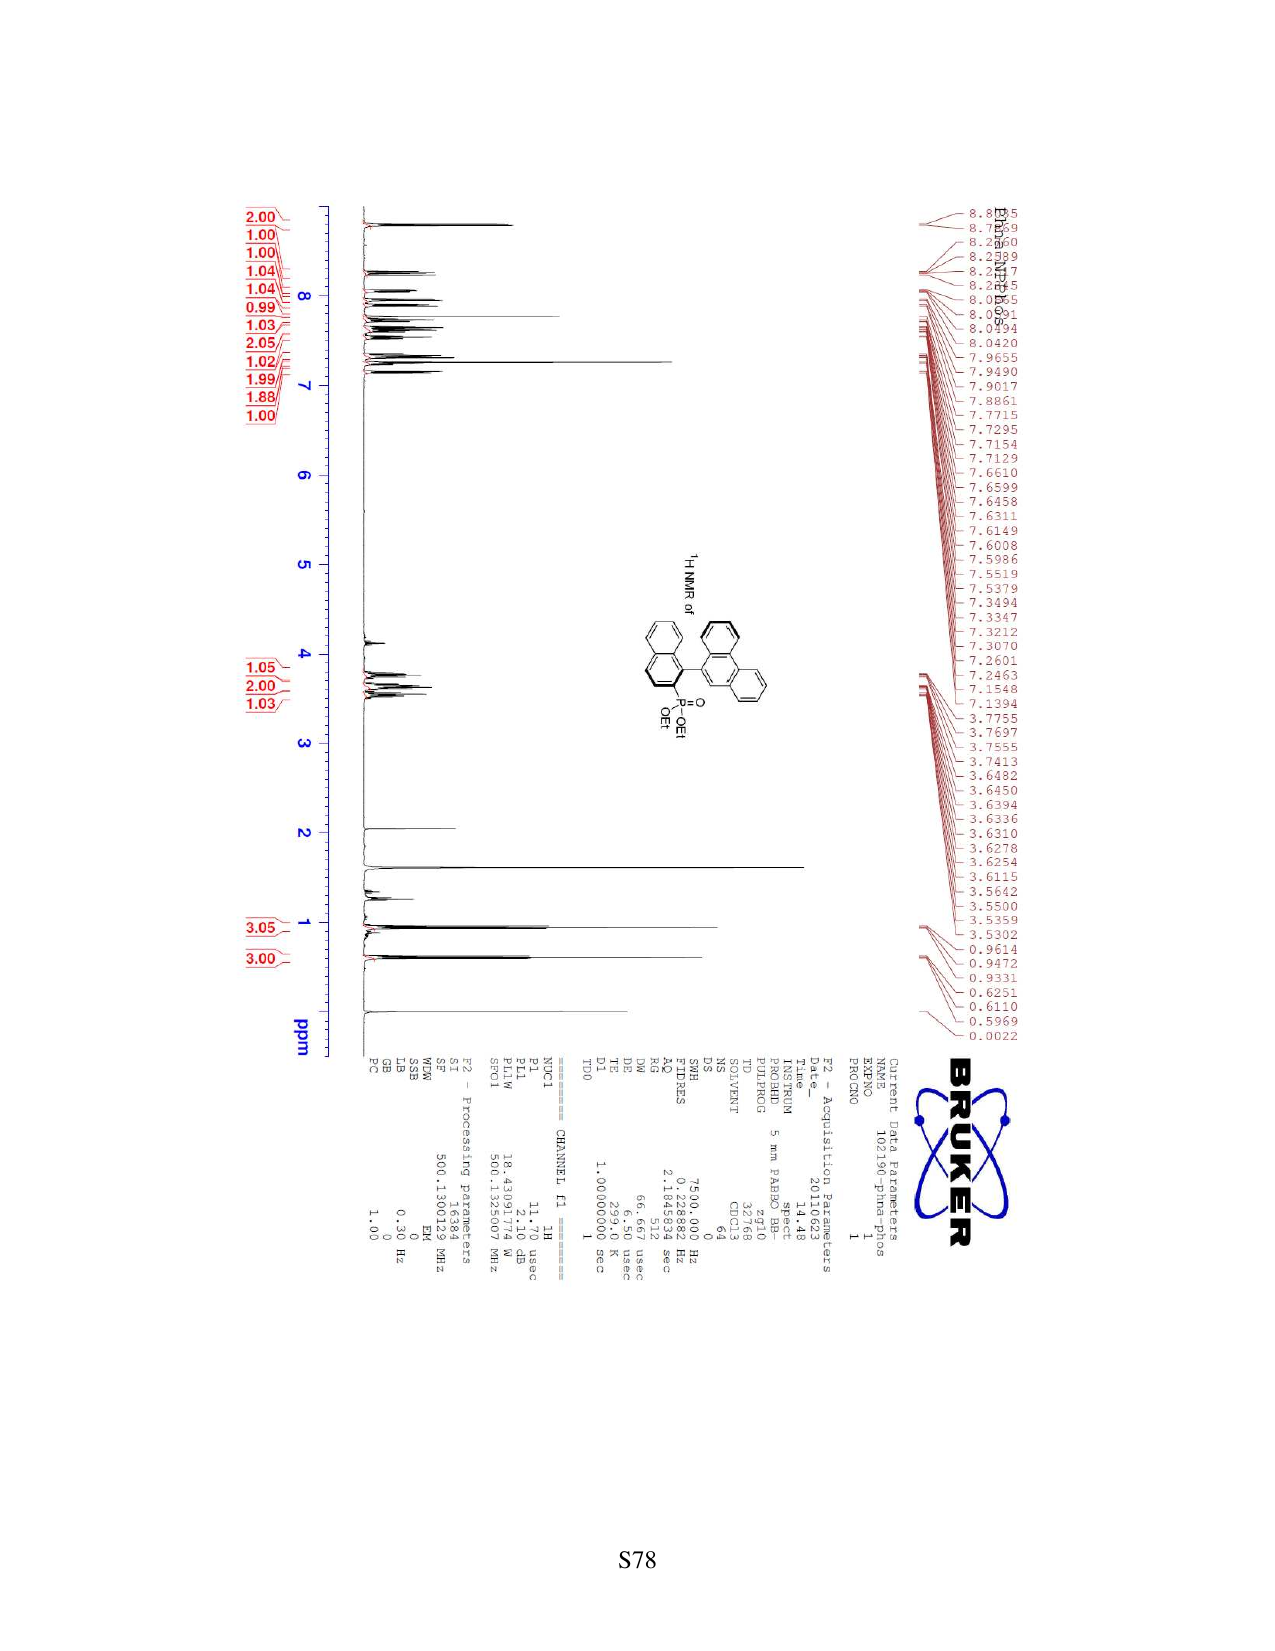 Phna-NPPhos
8.8035
8.7869
8.2760
8.2589
8.2517
8.2445
8.0565
8.0591
8.0494
8.0420
7.9655
7.9490
7.9017
7.8861
7.7715
7.7295
7.7154
7.7129
7.6610
7.6599
7.6458
7.6311
7.6149
7.6008
7.5986
7.5519
7.5379
7.3494
7.3347
7.3212
7.3070
7.2601
7.2463
7.1548
7.1394
3.7755
3.7697
3.7555
3.7413
3.6482
3.6450
3.6394
3.6336
3.6310
3.6278
3.6254
3.6115
3.5642
3.5500
3.5359
3.5302
0.9614
0.9472
0.9331
0.6251
0.6110
0.5969
0.0022
BRUKER
Current Data Parameters
NAME 102190-phna-phos
EXPNO 1
PROCNO 1
F2 - Acquisition Parameters
Date_ 20110623
Time 14.48
INSTRUM spect
PROBHD 5 mm PABBO BB-
PULPROG zg10
TD 32768
SOLVENT CDCl3
NS 64
DS 0
SWH 7500.000 Hz
FIDRES 0.228882 Hz
AQ 2.1845834 sec
RG 512
DW 66.667 usec
DE 6.50 usec
TE 299.0 K
D1 1.00000000 sec
TD0 1
======== CHANNEL f1 ========
NUC1 1H
P1 11.70 usec
PL1 2.10 dB
PL1W 18.43091774 W
SFO1 500.1325007 MHz
F2 - Processing parameters
SI 16384
SF 500.1300129 MHz
WDW EM
SSB 0
LB 0.30 Hz
GB 0
PC 1.00
1H NMR of
P
O
OEt
OEt
8 7 6 5 4 3 2 1 ppm
2.00
1.00
1.00
1.04
1.04
0.99
1.03
2.05
1.02
1.99
1.88
1.00
1.05
2.00
1.03
3.05
3.00
S78